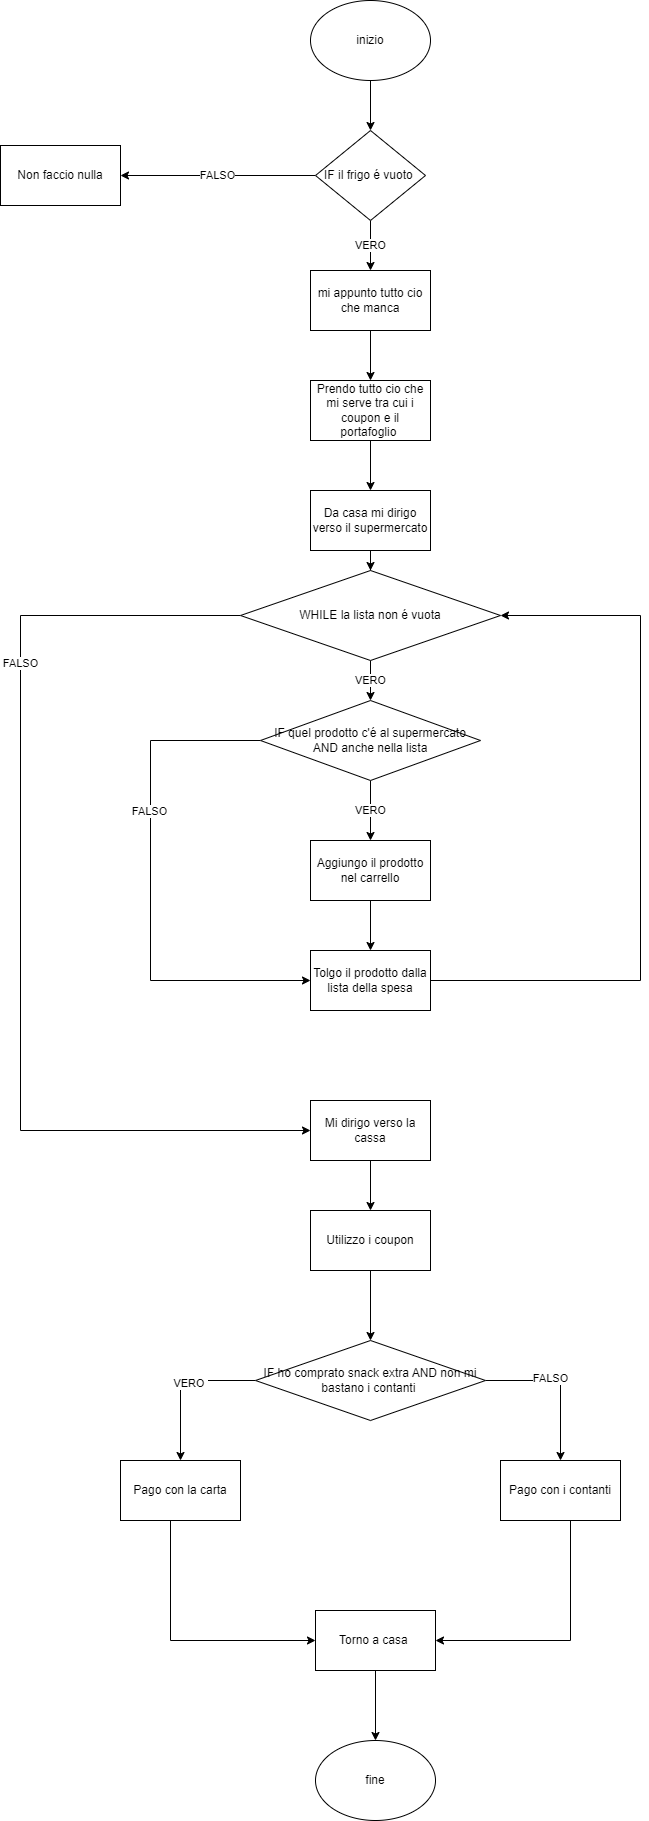 inizio
Non faccio nulla
FALSO
IF il frigo é vuoto
VERO
mi appunto tutto cio
che manca
Prendo tutto cio che
mi serve tra cui i
coupon e il
portafoglio
Da casa mi dirigo
verso il supermercato
WHILE la lista non é vuota
FALSO
VERO
IF quel prodotto c'é al supermercato
AND anche nella lista
FALSO
VERO
Aggiungo il prodotto
nel carrello
Tolgo il prodotto dalla
lista della spesa
Mi dirigo verso la
cassa
Utilizzo i coupon
IF ho comprato snack extra AND non mi
bastano i contanti
VERO
FALSO
Pago con la carta
Pago con i contanti
Torno a casa
fine